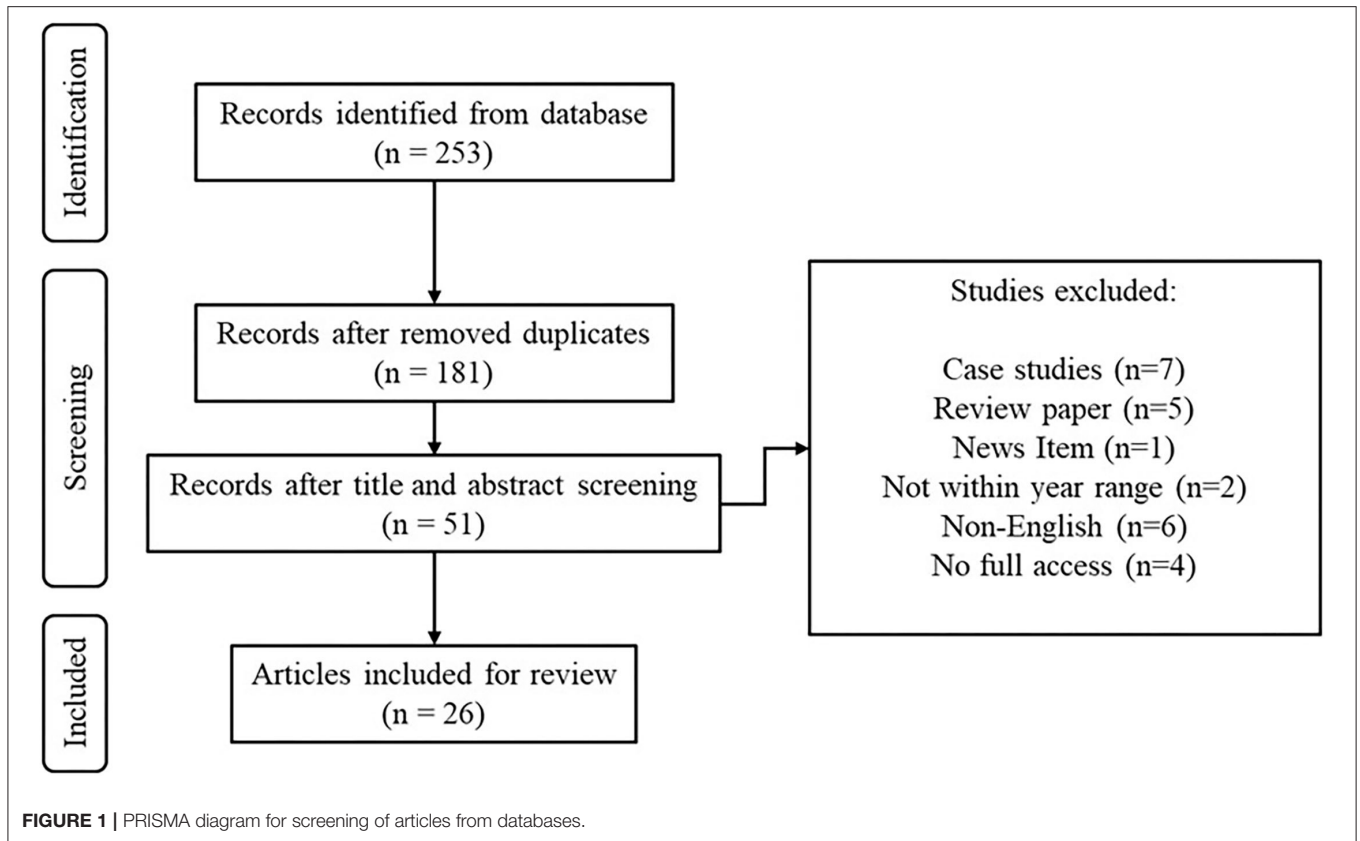 Identification
Records identified from database
(n = 253)
Screening
Records after removed duplicates
(n = 181)
Records after title and abstract screening
(n = 51)
Studies excluded:
Case studies (n=7)
Review paper (n=5)
News Item (n=1)
Not within year range (n=2)
Non-English (n=6)
No full access (n=4)
Included
Articles included for review
(n = 26)
FIGURE 1 | PRISMA diagram for screening of articles from databases.